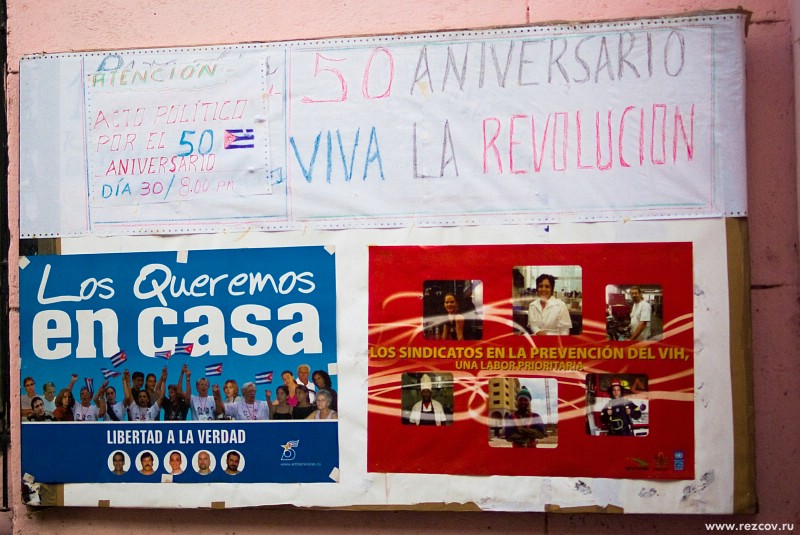 ATENCIÓN
ACTO POLÍTICO
POR EL 50
ANIVERSARIO
DÍA 30/8.00 PM
50 ANIVERSARIO
VIVA LA REVOLUCION
Los Queremos
en casa
LIBERTAD A LA VERDAD
LOS SINDICATOS EN LA PREVENCIÓN DEL VIH,
UNA LABOR PRIORITARIA
www.rezcov.ru